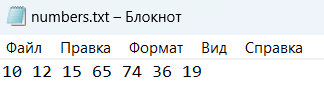 numbers.txt – Блокнот
Файл Правка Формат Вид Справка
10 12 15 65 74 36 19